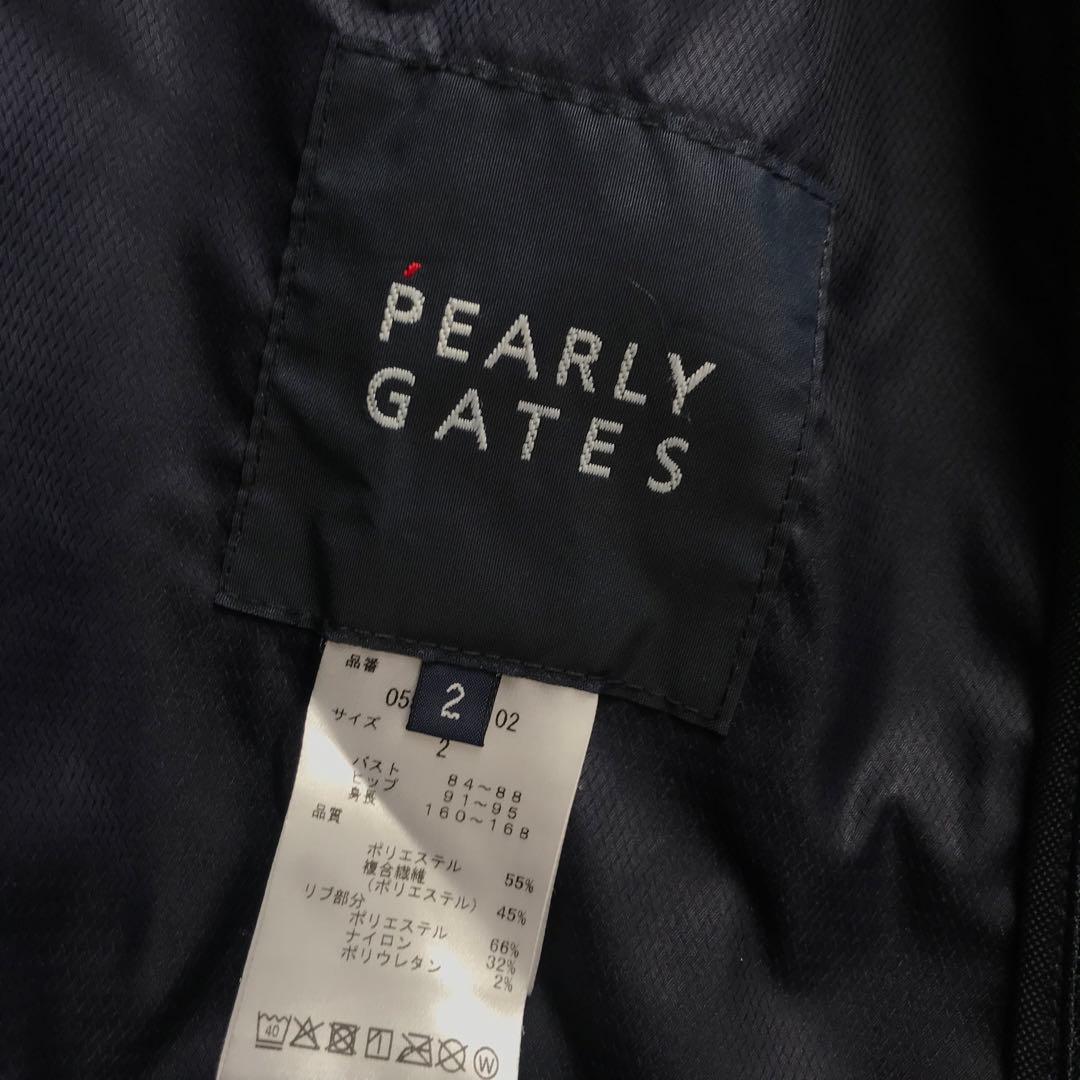 PEARLY
GATES
品番
05 2 02
サイズ
2
バスト 84~88
ヒップ 91~95
身長 160~168
品質
ポリエステル 55%
複合繊維
(ポリエステル) 45%
リブ部分
ポリエステル 66%
ナイロン 32%
ポリウレタン 2%
40
W